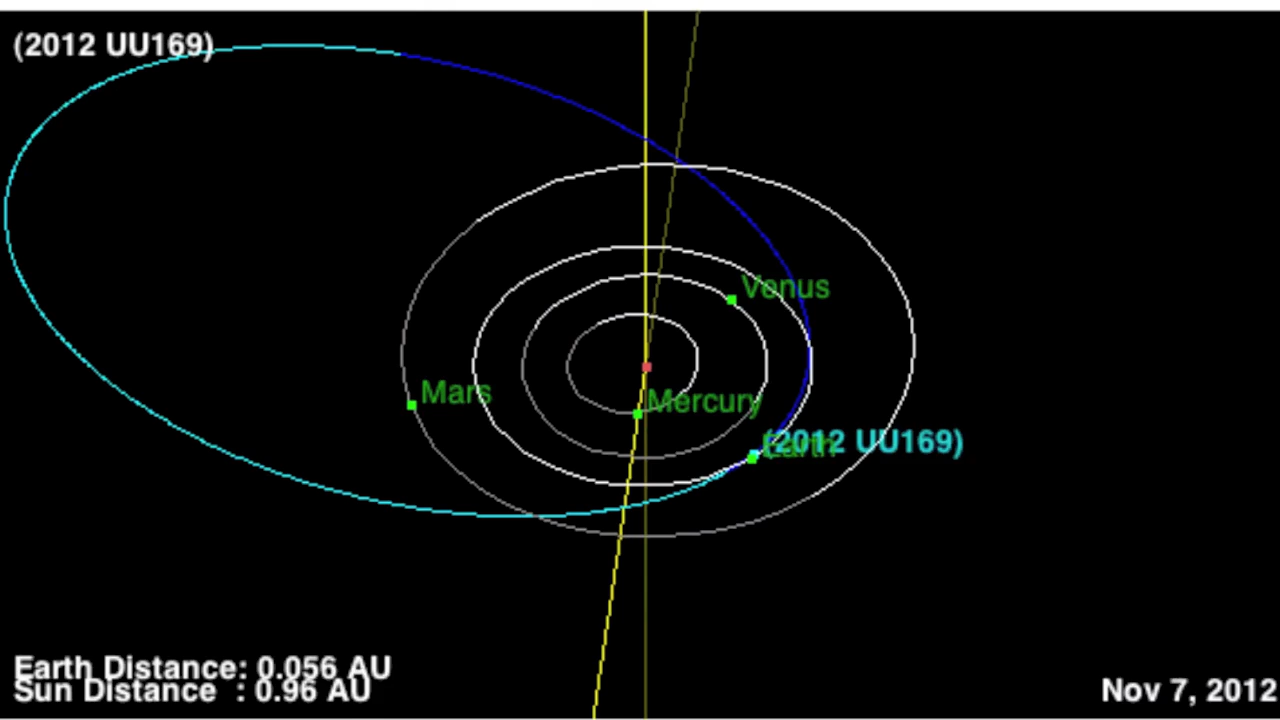 (2012 UU169)
Venus
Mars
Mercury
(2012 UU169)
Earth
Earth Distance: 0.056 AU
Sun Distance : 0.96 AU
Nov 7, 2012